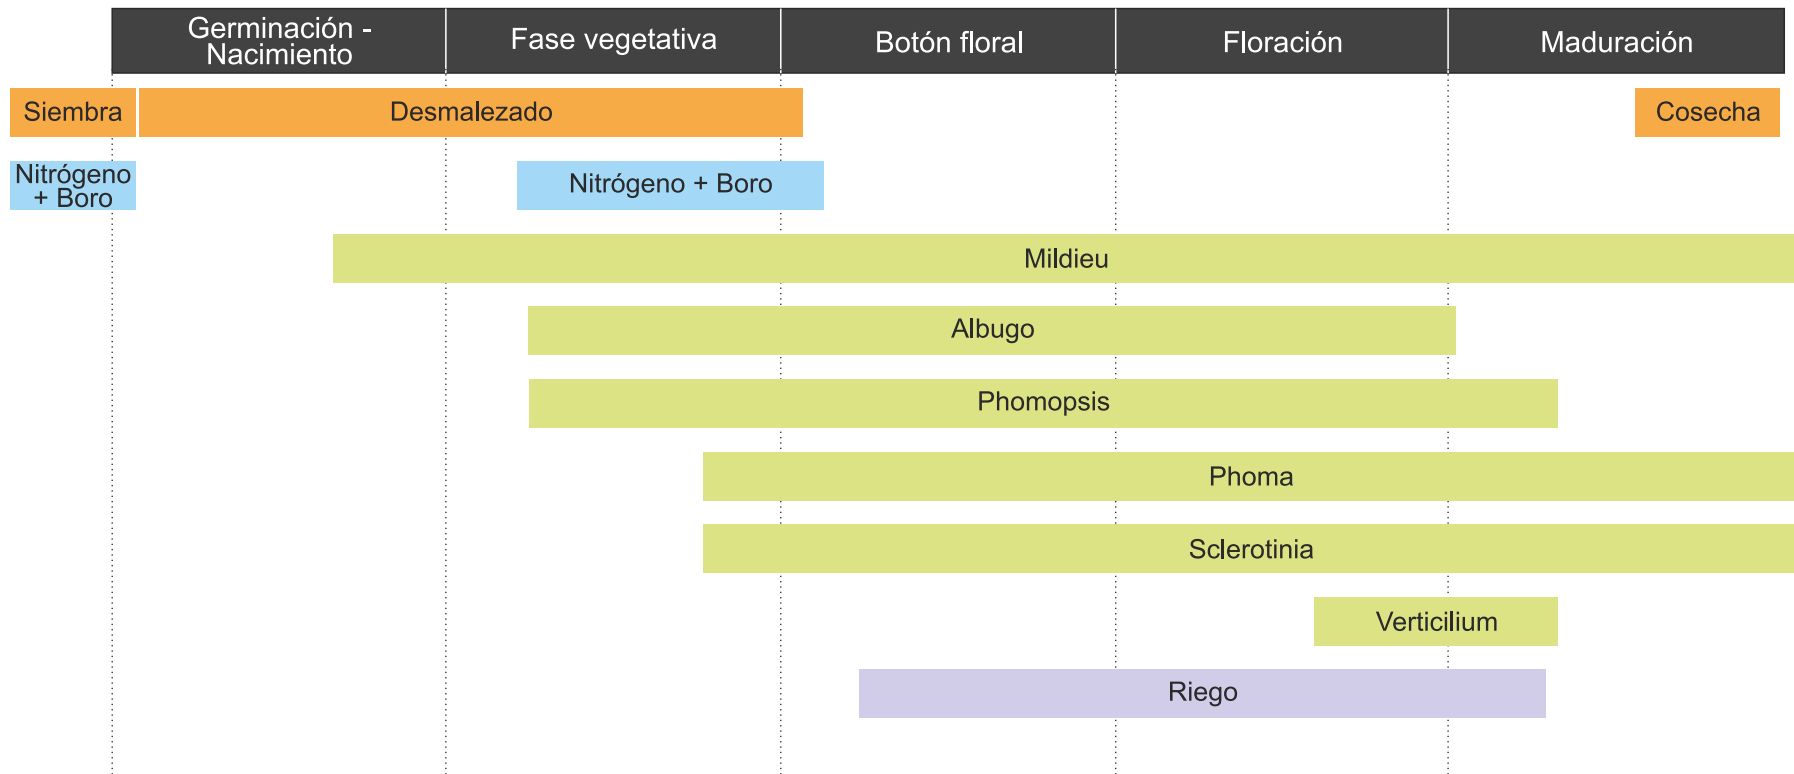 Germinación -
Nacimiento
Fase vegetativa
Botón floral
Floración
Maduración
Siembra
Desmalezado
Cosecha
Nitrógeno
+ Boro
Nitrógeno + Boro
Mildieu
Albugo
Phomopsis
Phoma
Sclerotinia
Verticilium
Riego